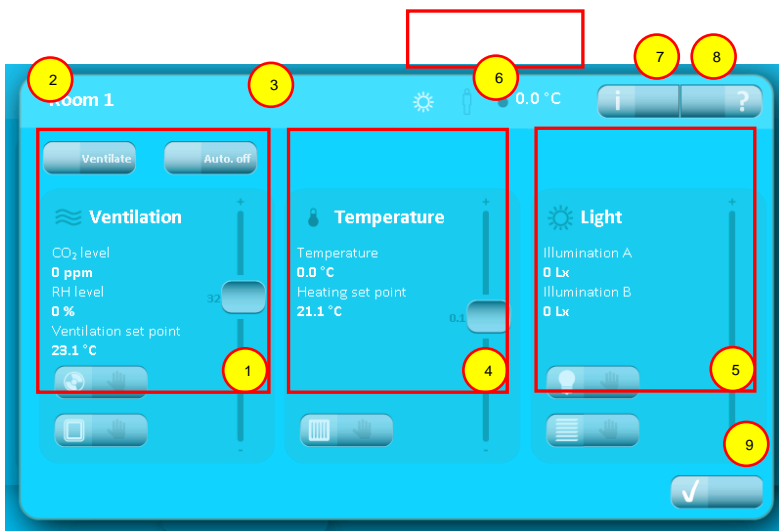 7
8
2
3
6
Room 1
0.0 °C
i
?
Ventilate
Auto. off
Ventilation
+
CO₂ level
0 ppm
RH level
0 %
Ventilation set point
23.1 °C
32
1
-
Temperature
+
Temperature
0.0 °C
Heating set point
21.1 °C
0.1
4
-
Light
+
Illumination A
0 Lx
Illumination B
0 Lx
5
9